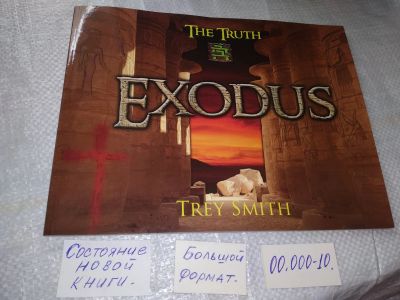 THE TRUTH
EXODUS
TREY SMITH
Состояние
новой
книги.-
Большой
формат.
00.000-10.